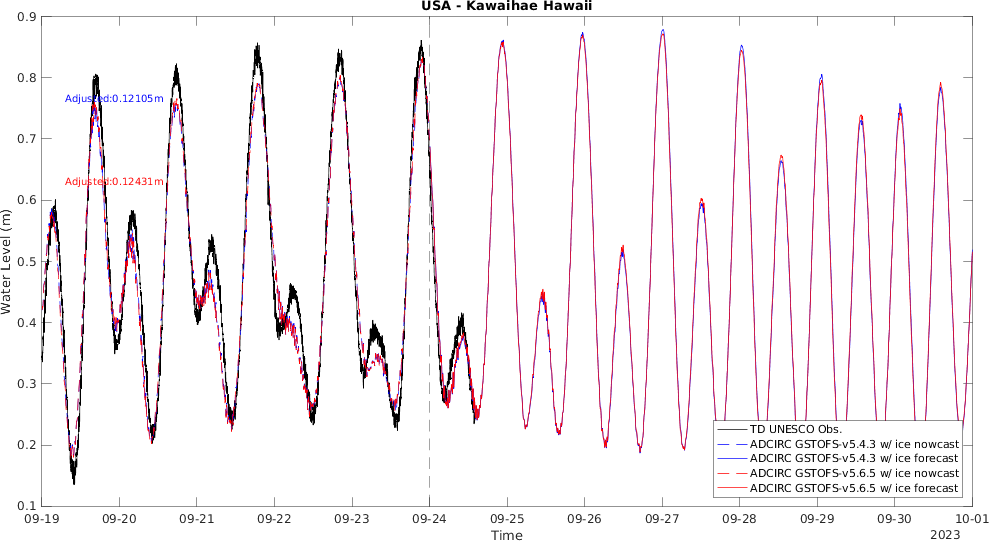 USA - Kawaihae Hawaii
0.9
0.8
0.7
0.6
0.5
0.4
0.3
0.2
0.1
Water Level (m)
Adjusted:0.12105m
Adjusted:0.12431m
TD UNESCO Obs.
ADCIRC GSTOFS-v5.4.3 w/ ice nowcast
ADCIRC GSTOFS-v5.4.3 w/ ice forecast
ADCIRC GSTOFS-v5.6.5 w/ ice nowcast
ADCIRC GSTOFS-v5.6.5 w/ ice forecast
09-19 09-20 09-21 09-22 09-23 09-24 09-25 09-26 09-27 09-28 09-29 09-30 10-01
Time
2023